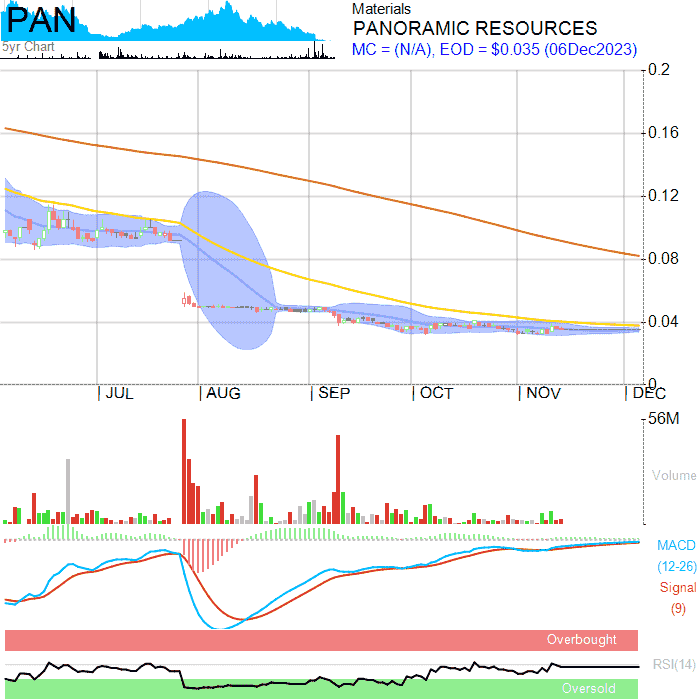 PAN
5yr Chart
Materials
PANORAMIC RESOURCES
MC = (N/A), EOD = $0.035 (06Dec2023)
0.2
0.16
0.12
0.08
0.04
0
JUL AUG SEP OCT NOV DEC
56M
Volume
MACD
(12-26)
Signal
(9)
Overbought
RSI(14)
Oversold